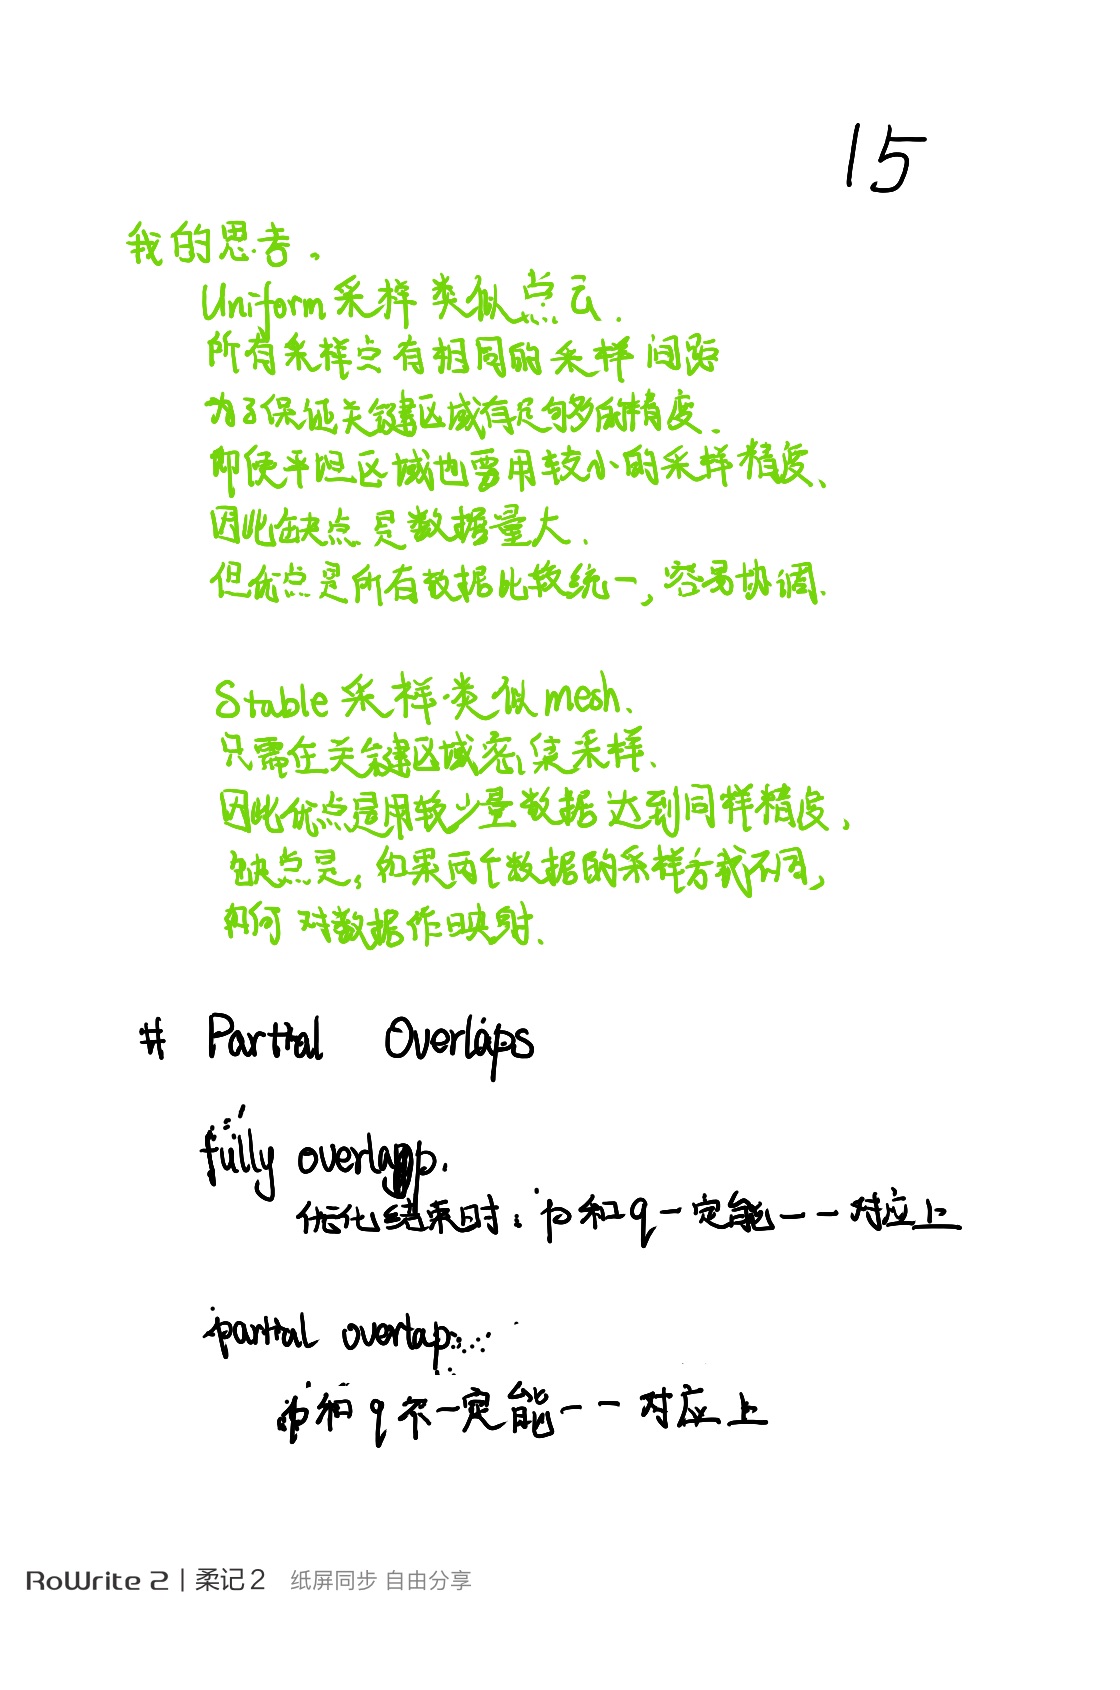 15
我的思考.
Uniform 采样 类似点云.
所有采样点有相同的采样间距
为了保证关键区域有足够的精度.
即使平坦区域也要用较小的采样精度、
因此缺点是数据量大.
但优点是所有数据比较统一, 容易协调.
Stable 采样类似mesh.
只需在关键区域密集采样.
因此优点是用较少量数据达到同样精度,
缺点是, 如果两个数据的采样方式不同,
如何对数据作映射.
# Partial Overlaps
fully overlapp.
优化结束时: p和q一定能一一对应上
partial overlap:
p和q不一定能一一对应上
RoWrite 2 | 柔记 2 纸屏同步 自由分享